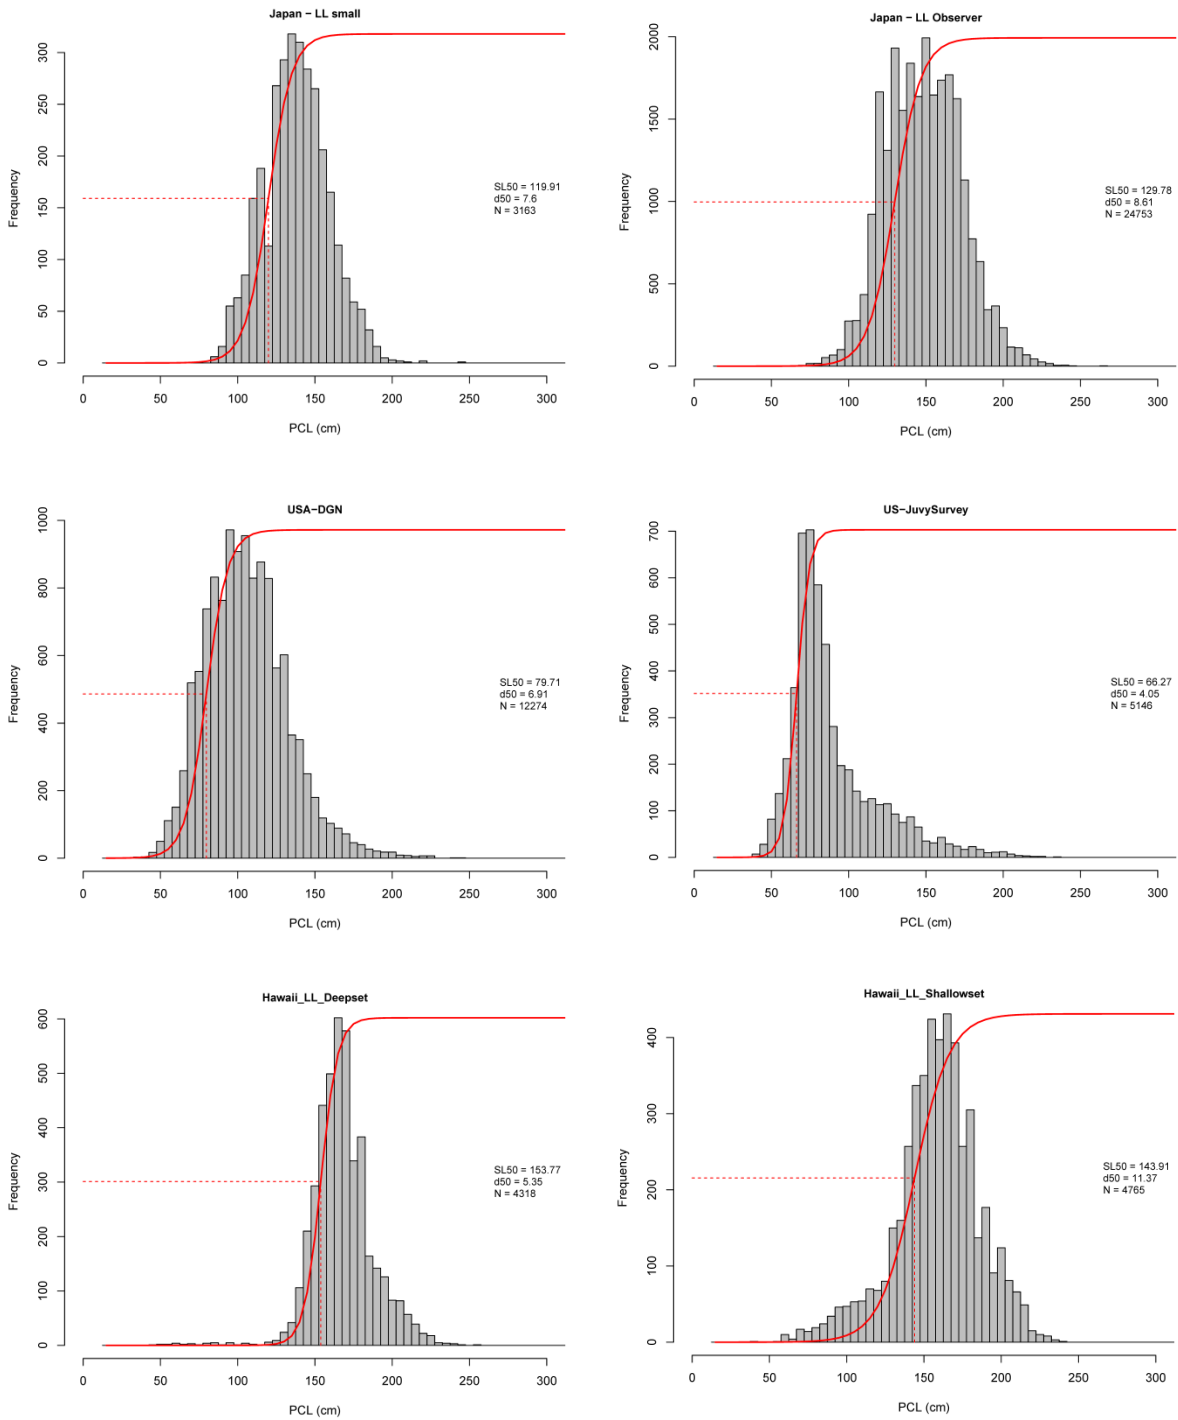 Japan − LL small
Frequency
300
250
200
150
100
50
0
SL50 = 119.91
d50 = 7.6
N = 3163
0 50 100 150 200 250 300
PCL (cm)
Japan − LL Observer
Frequency
2000
1500
1000
500
0
SL50 = 129.78
d50 = 8.61
N = 24753
0 50 100 150 200 250 300
PCL (cm)
USA−DGN
Frequency
1000
800
600
400
200
0
SL50 = 79.71
d50 = 6.91
N = 12274
0 50 100 150 200 250 300
PCL (cm)
US−JuvySurvey
Frequency
700
600
500
400
300
200
100
0
SL50 = 66.27
d50 = 4.05
N = 5146
0 50 100 150 200 250 300
PCL (cm)
Hawaii_LL_Deepset
Frequency
600
500
400
300
200
100
0
SL50 = 153.77
d50 = 5.35
N = 4318
0 50 100 150 200 250 300
PCL (cm)
Hawaii_LL_Shallowset
Frequency
400
300
200
100
0
SL50 = 143.91
d50 = 11.37
N = 4765
0 50 100 150 200 250 300
PCL (cm)